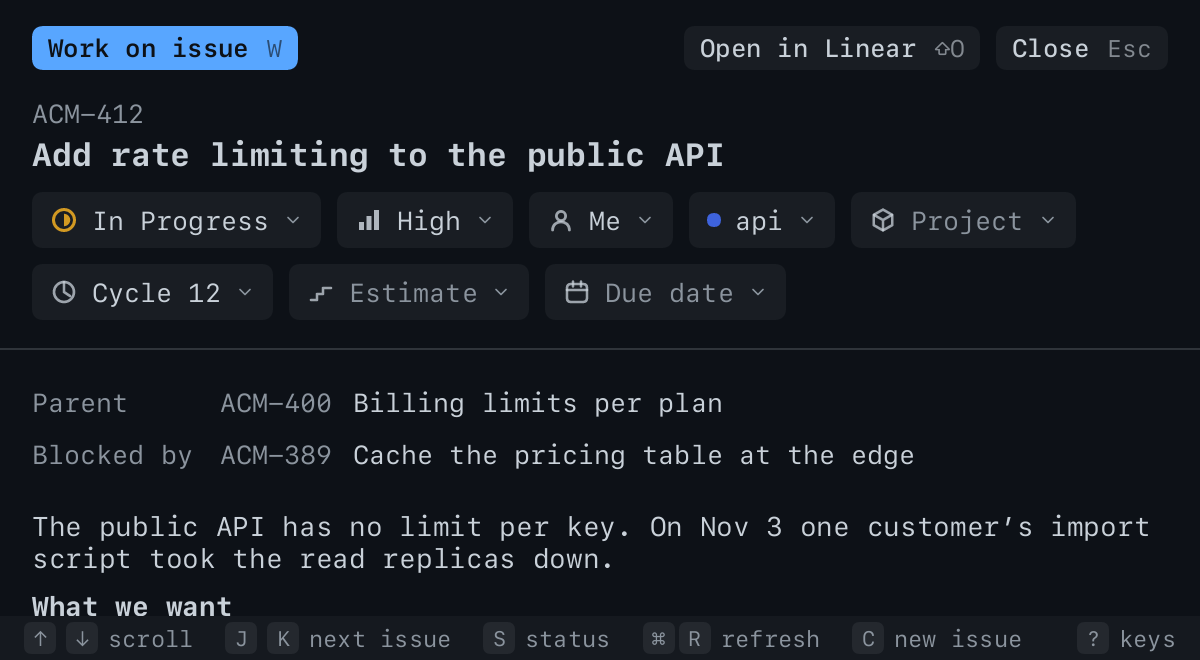 Work on issue W
Open in Linear ⇧O
Close Esc
ACM-412
Add rate limiting to the public API
In Progress
High
Me
api
Project
Cycle 12
Estimate
Due date
Parent ACM-400 Billing limits per plan
Blocked by ACM-389 Cache the pricing table at the edge
The public API has no limit per key. On Nov 3 one customer’s import
script took the read replicas down.
What we want
↑ ↓ scroll J K next issue S status ⌘ R refresh C new issue ? keys